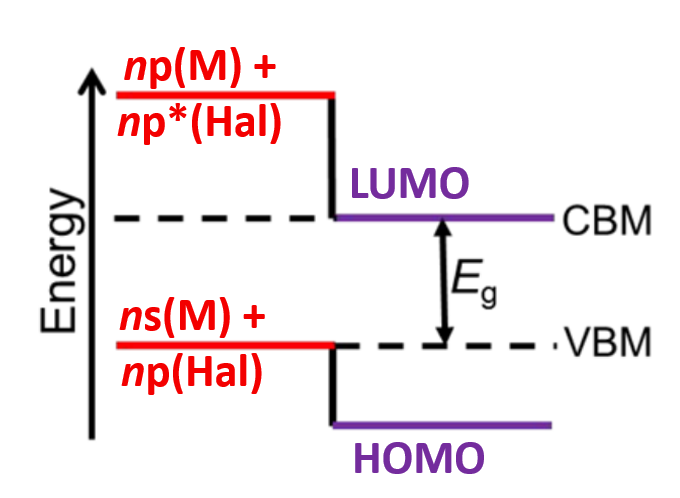 np(M) +
np*(Hal)
LUMO
CBM
Energy
Eg
ns(M) +
VBM
np(Hal)
HOMO